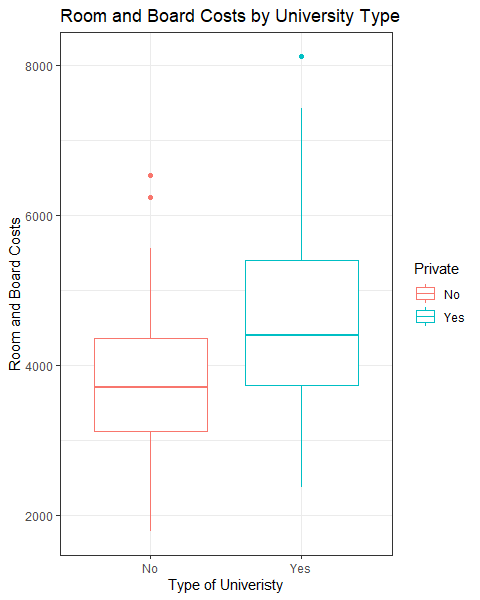 Room and Board Costs by University Type
Room and Board Costs
8000
6000
4000
2000
No
Yes
Type of Univeristy
Private
No
Yes